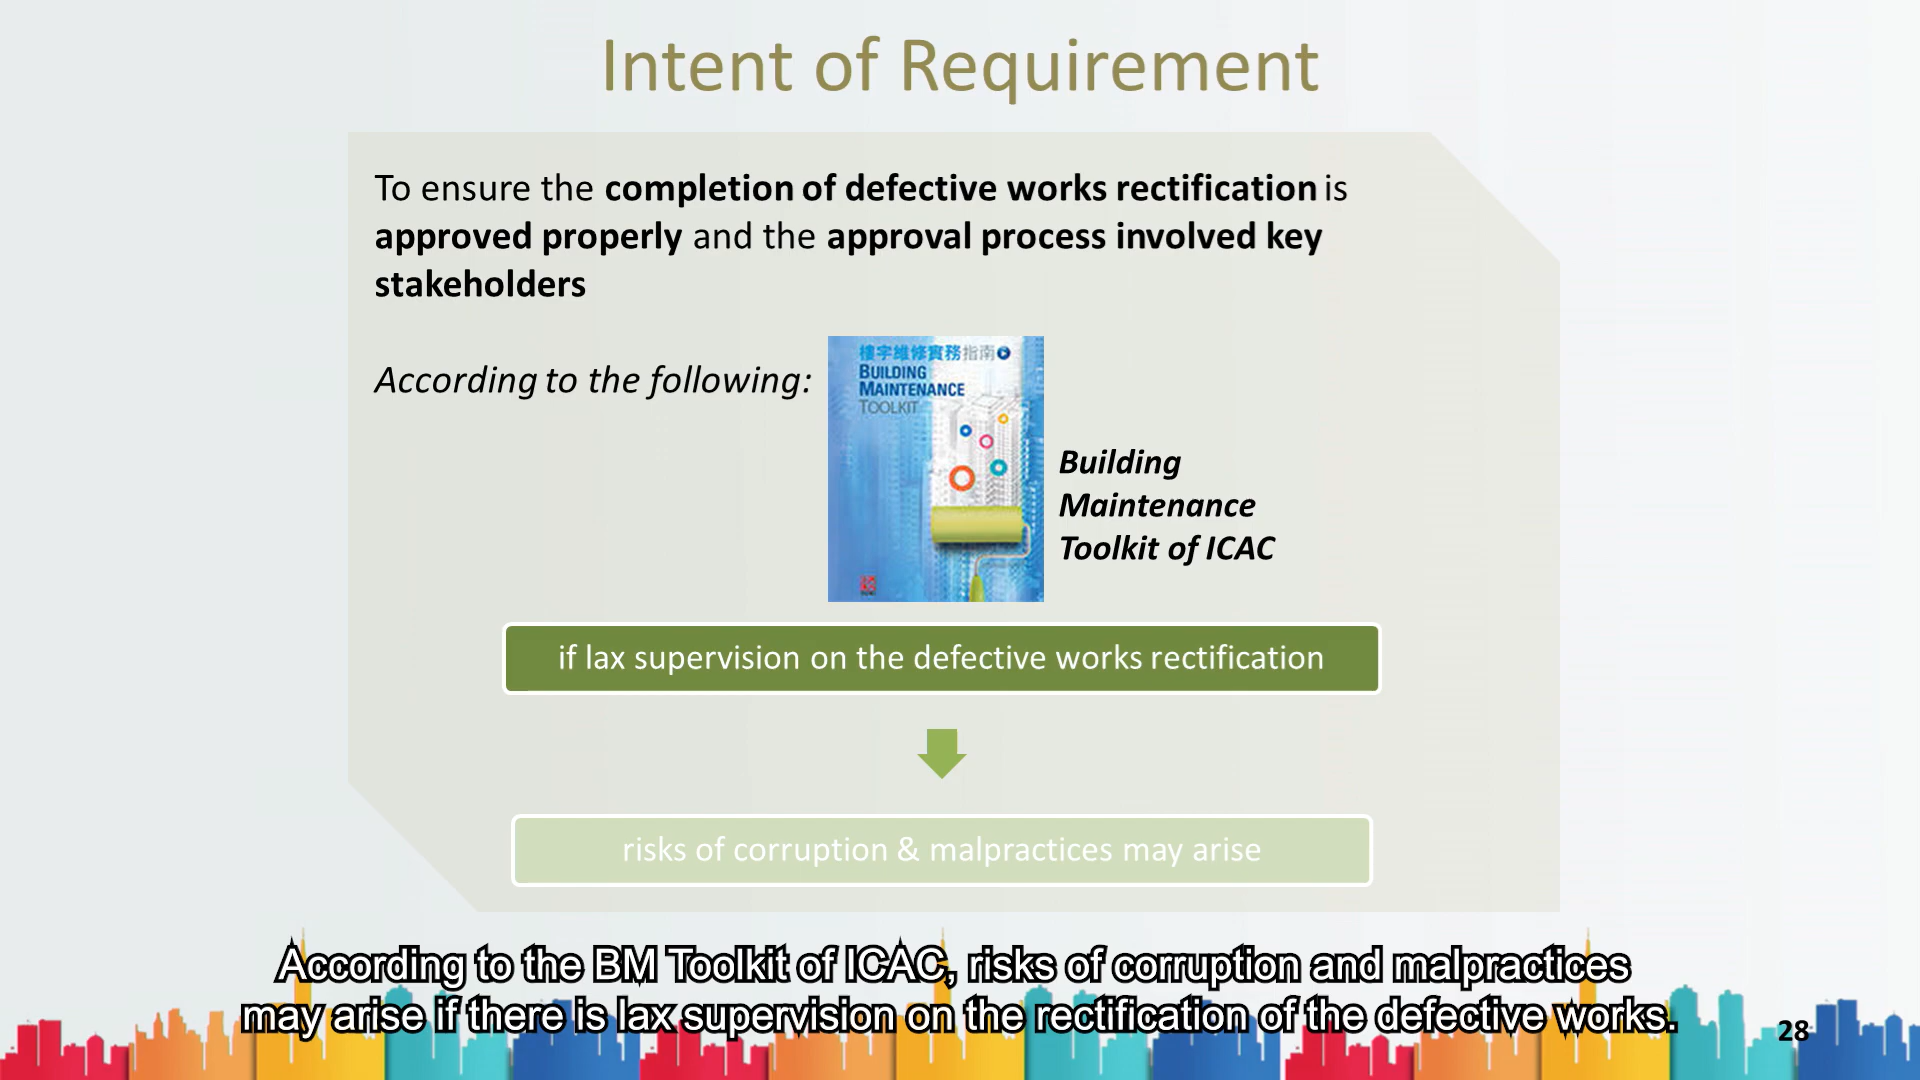 Intent of Requirement
To ensure the completion of defective works rectification is
approved properly and the approval process involved key
stakeholders
According to the following:
樓宇維修實務指南
BUILDING
MAINTENANCE
TOOLKIT
Building
Maintenance
Toolkit of ICAC
if lax supervision on the defective works rectification
risks of corruption & malpractices may arise
According to the BM Toolkit of ICAC, risks of corruption and malpractices
may arise if there is lax supervision on the rectification of the defective works.
28